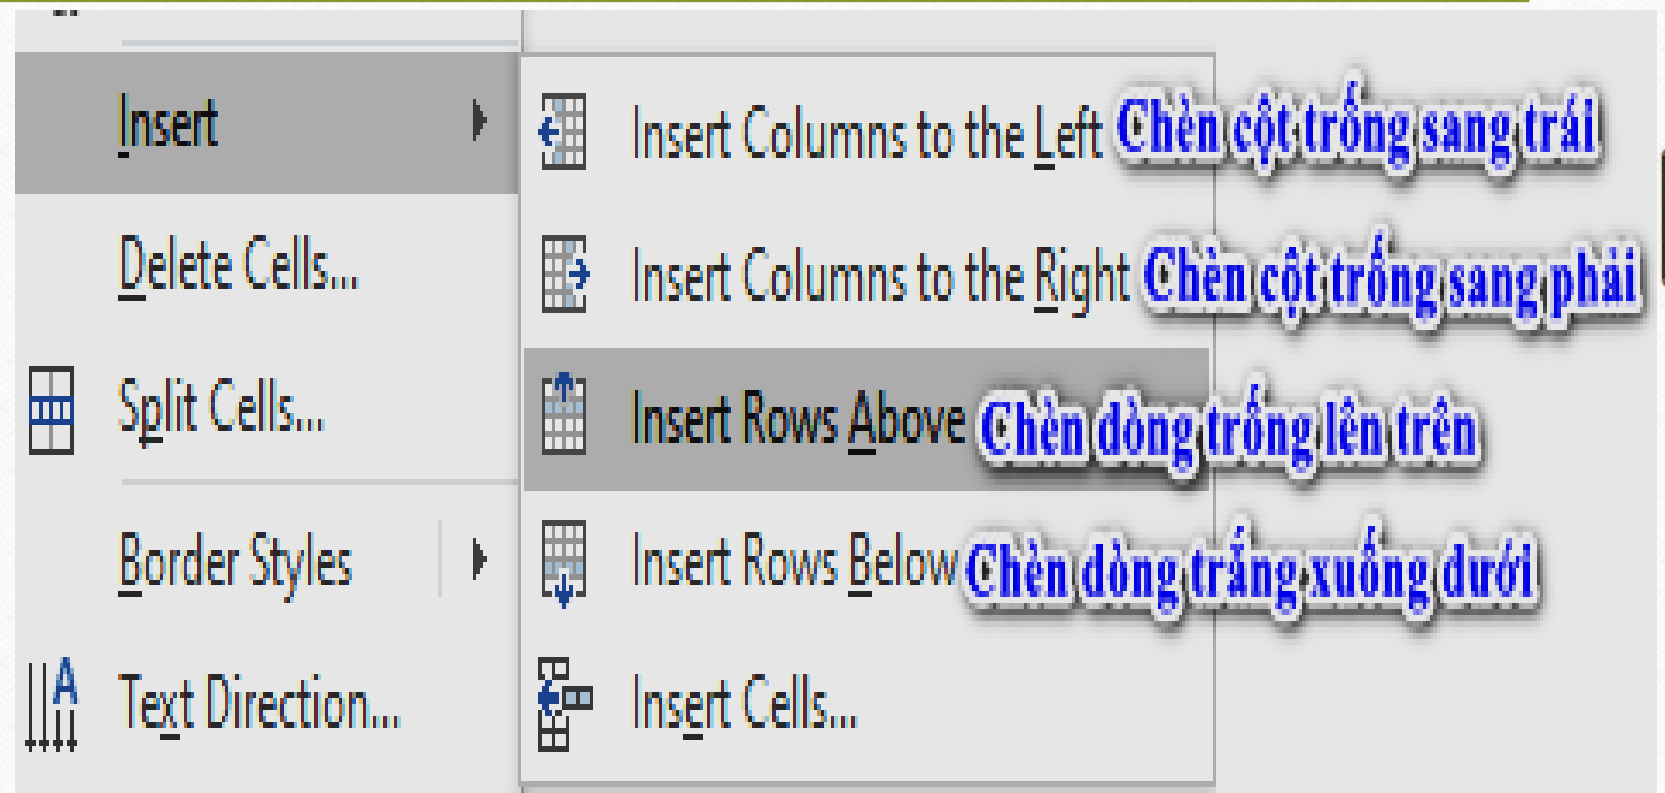 Insert
Insert Columns to the Left Chèn cột trống sang trái
Delete Cells...
Insert Columns to the Right Chèn cột trống sang phải
Split Cells...
Insert Rows Above Chèn dòng trống lên trên
Border Styles
Insert Rows Below Chèn dòng trắng xuống dưới
Text Direction...
Insert Cells...